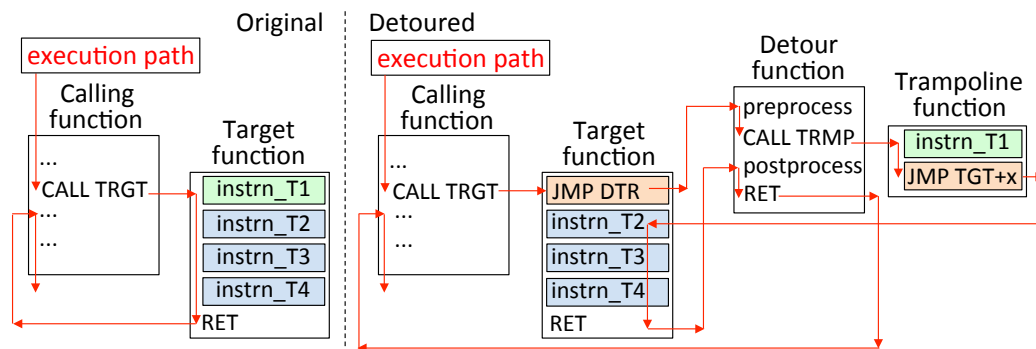 Original
execution path
Calling
function
...
CALL TRGT
...
...
Target
function
instrn_T1
instrn_T2
instrn_T3
instrn_T4
RET
Detoured
execution path
Calling
function
...
CALL TRGT
...
...
Target
function
JMP DTR
instrn_T2
instrn_T3
instrn_T4
RET
Detour
function
preprocess
CALL TRMP
postprocess
RET
Trampoline
function
instrn_T1
JMP TGT+x